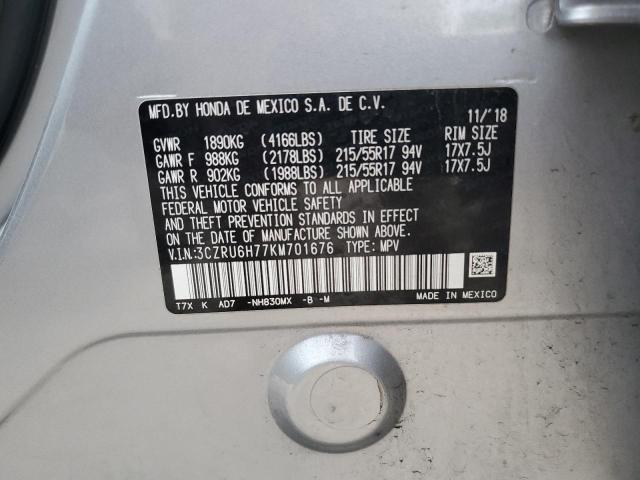 MFD.BY HONDA DE MEXICO S.A. DE C.V. 11/'18
GVWR 1890KG (4166LBS) TIRE SIZE RIM SIZE
GAWR F 988KG (2178LBS) 215/55R17 94V 17X7.5J
GAWR R 902KG (1988LBS) 215/55R17 94V 17X7.5J
THIS VEHICLE CONFORMS TO ALL APPLICABLE
FEDERAL MOTOR VEHICLE SAFETY
AND THEFT PREVENTION STANDARDS IN EFFECT
ON THE DATE OF MANUFACTURE SHOWN ABOVE.
V.I.N:3CZRU6H77KM701676 TYPE: MPV
T7X K AD7 -NH830MX -B -M MADE IN MEXICO